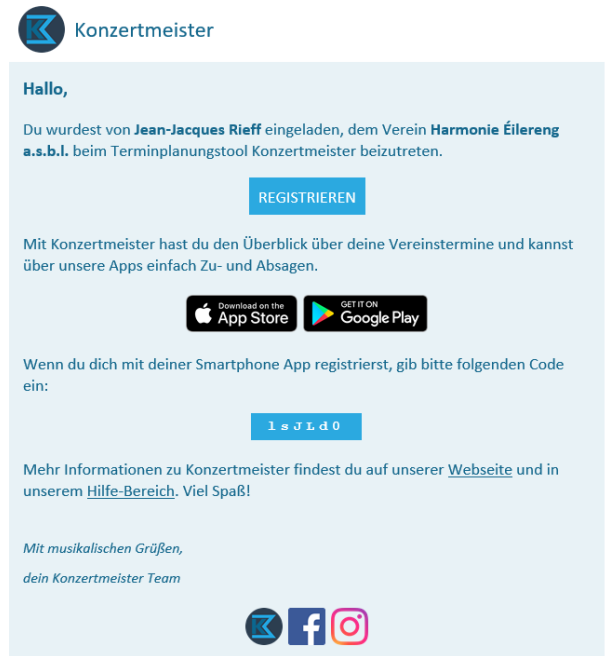 Konzertmeister
Hallo,
Du wurdest von Jean-Jacques Rieff eingeladen, dem Verein Harmonie Éilereng
a.s.b.l. beim Terminplanungstool Konzertmeister beizutreten.
REGISTRIEREN
Mit Konzertmeister hast du den Überblick über deine Vereinstermine und kannst
über unsere Apps einfach Zu- und Absagen.
Download on the
App Store
GET IT ON
Google Play
Wenn du dich mit deiner Smartphone App registrierst, gib bitte folgenden Code
ein:
lsJLd0
Mehr Informationen zu Konzertmeister findest du auf unserer Webseite und in
unserem Hilfe-Bereich. Viel Spaß!
Mit musikalischen Grüßen,
dein Konzertmeister Team